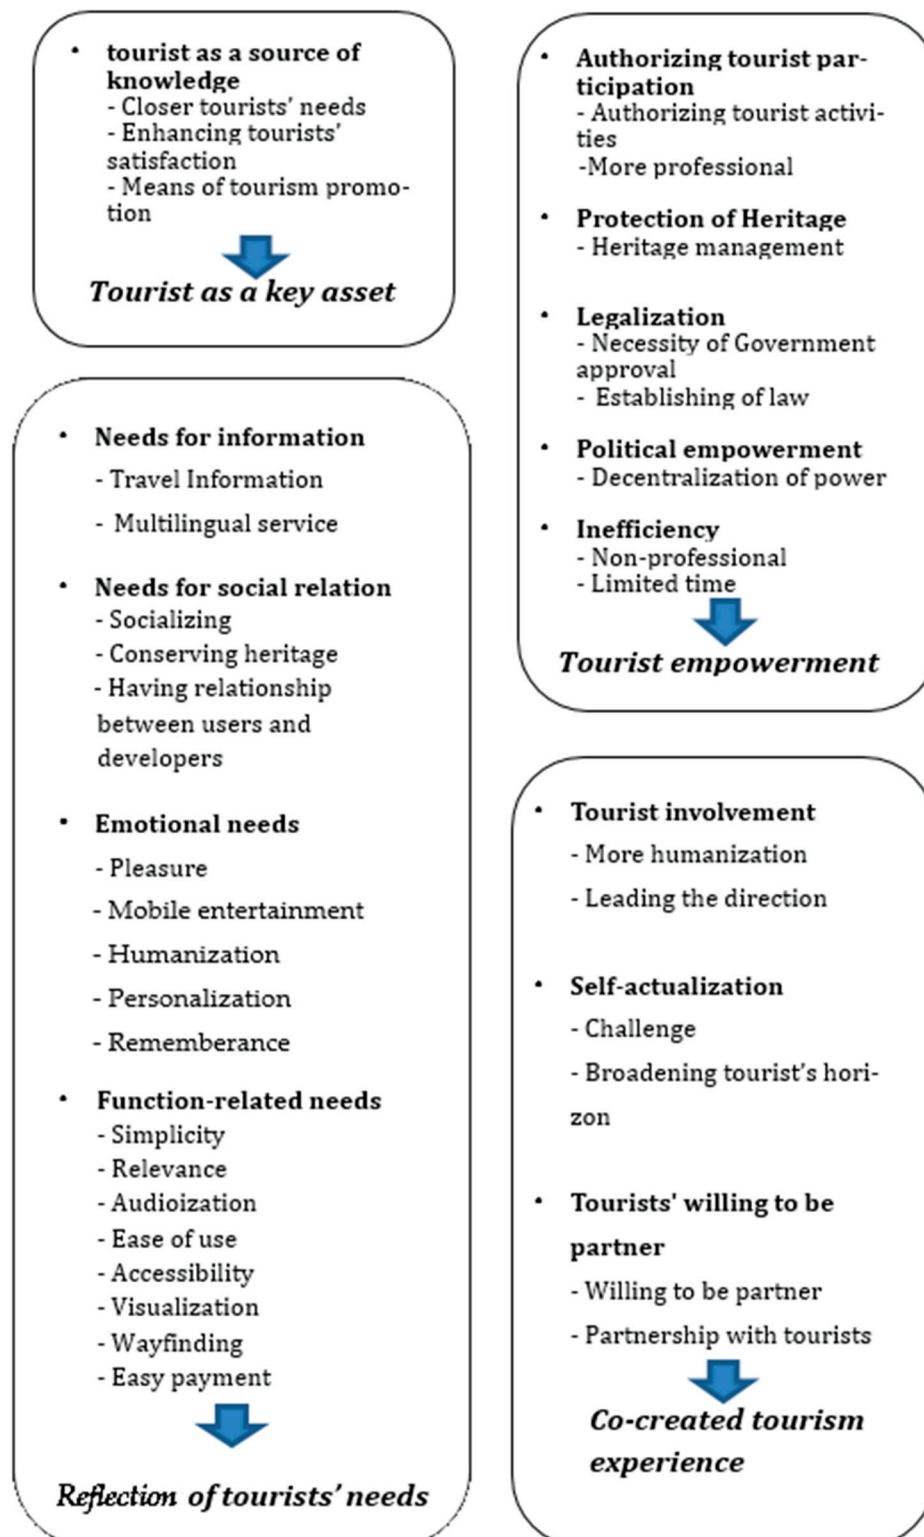 • tourist as a source of
knowledge
- Closer tourists' needs
- Enhancing tourists'
satisfaction
- Means of tourism promo-
tion
Tourist as a key asset
• Needs for information
- Travel Information
- Multilingual service
• Needs for social relation
- Socializing
- Conserving heritage
- Having relationship
between users and
developers
• Emotional needs
- Pleasure
- Mobile entertainment
- Humanization
- Personalization
- Rememberance
• Function-related needs
- Simplicity
- Relevance
- Audioization
- Ease of use
- Accessibility
- Visualization
- Wayfinding
- Easy payment
Reflection of tourists' needs
• Authorizing tourist par-
ticipation
- Authorizing tourist activi-
ties
-More professional
• Protection of Heritage
- Heritage management
• Legalization
- Necessity of Government
approval
- Establishing of law
• Political empowerment
- Decentralization of power
• Inefficiency
- Non-professional
- Limited time
Tourist empowerment
• Tourist involvement
- More humanization
- Leading the direction
• Self-actualization
- Challenge
- Broadening tourist's hori-
zon
• Tourists' willing to be
partner
- Willing to be partner
- Partnership with tourists
Co-created tourism
experience